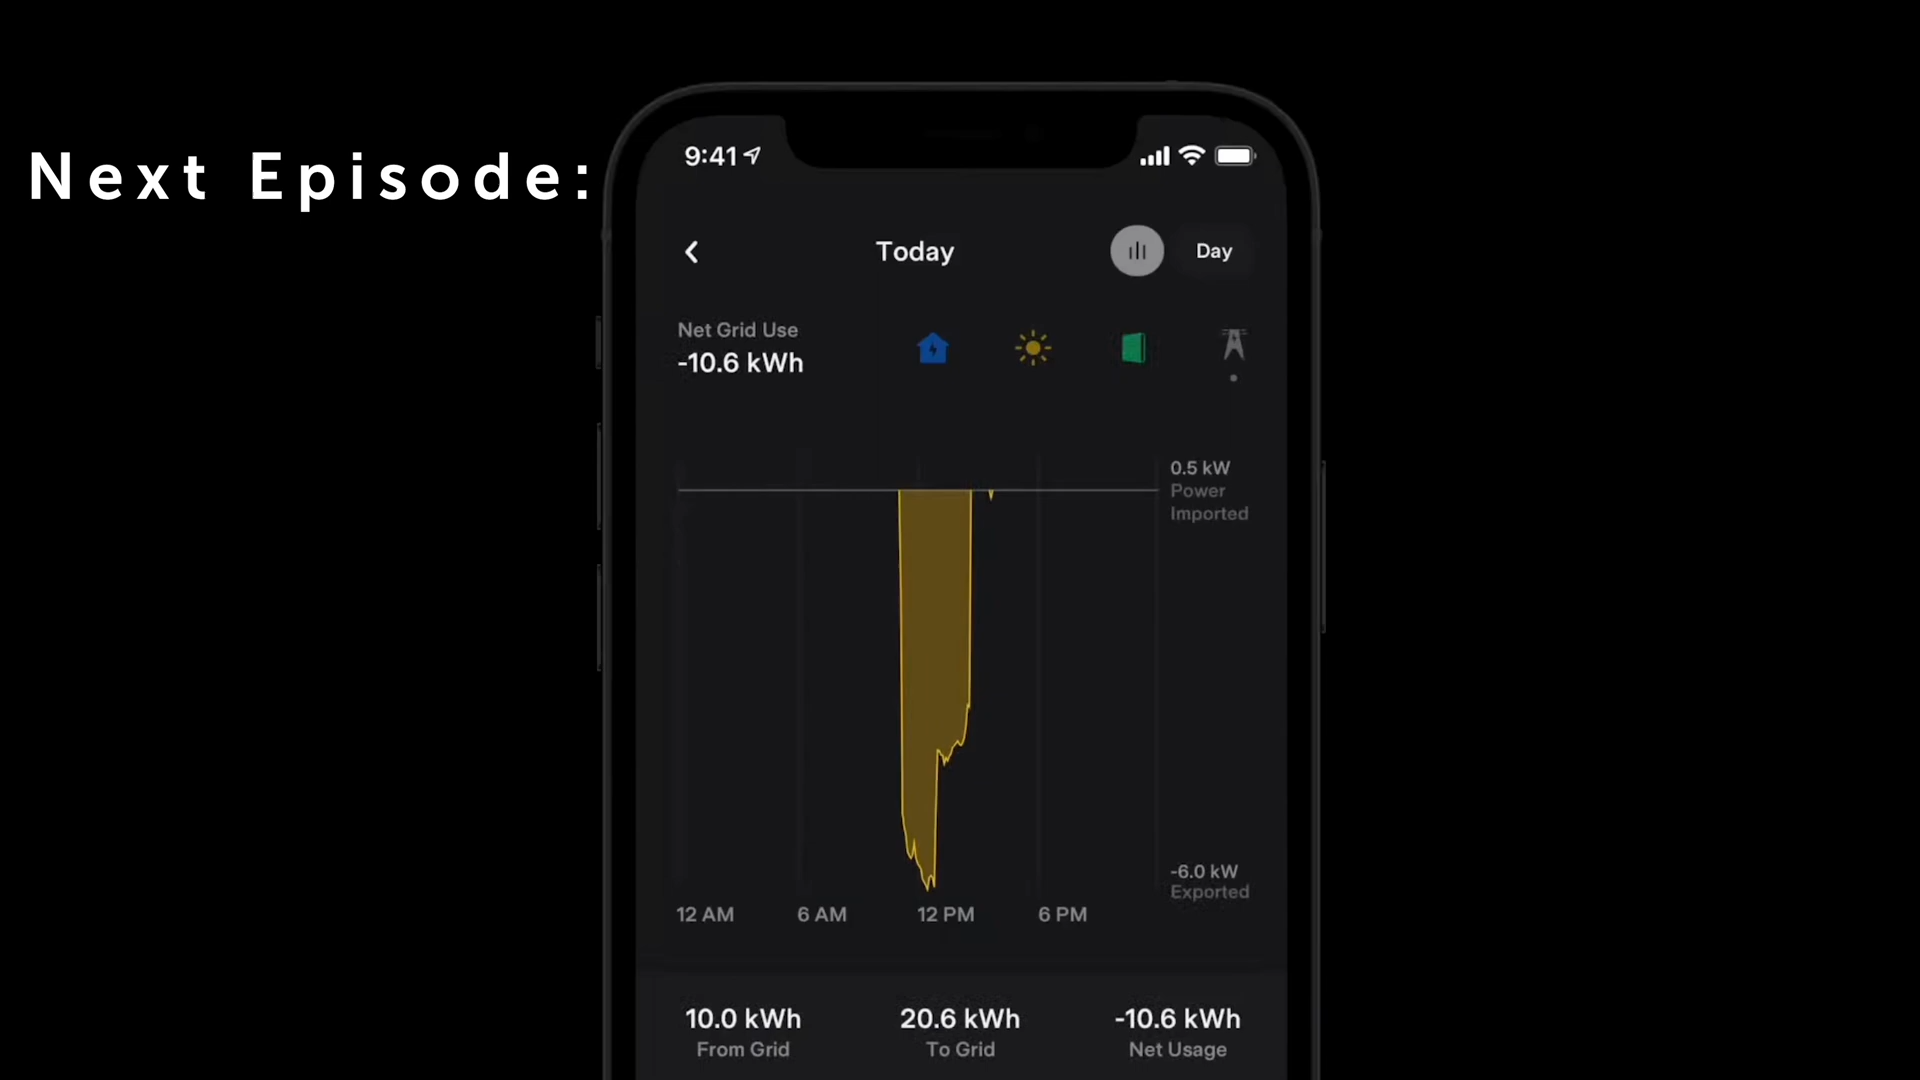 Next Episode:
9:41
Today
Day
Net Grid Use
-10.6 kWh
0.5 kW
Power
Imported
-6.0 kW
Exported
12 AM 6 AM 12 PM 6 PM
10.0 kWh 20.6 kWh -10.6 kWh
From Grid To Grid Net Usage